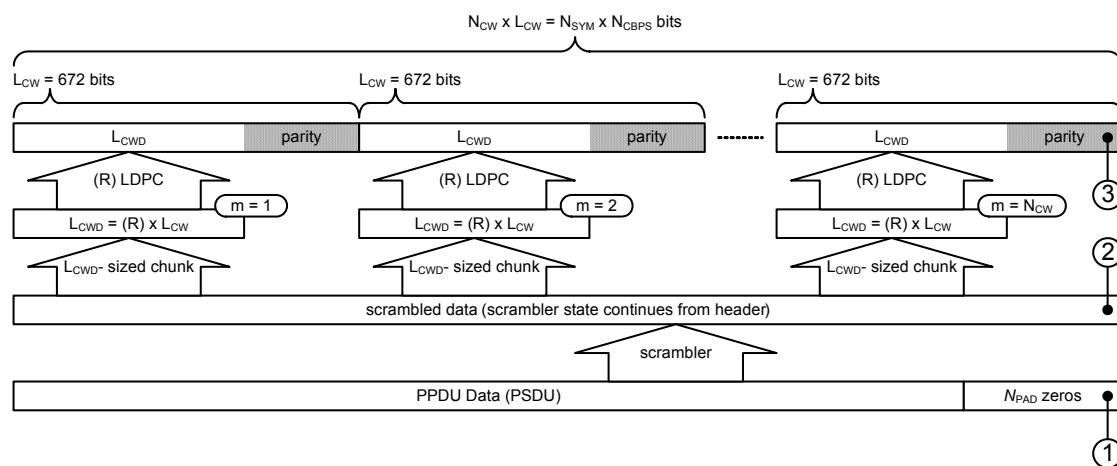 N_CW x L_CW = N_SYM x N_CBPS bits
L_CW = 672 bits L_CW = 672 bits L_CW = 672 bits
L_CWD parity L_CWD parity L_CWD parity
(R) LDPC (R) LDPC (R) LDPC 3
m = 1 m = 2 m = N_CW
L_CWD = (R) x L_CW L_CWD = (R) x L_CW L_CWD = (R) x L_CW
2
L_CWD- sized chunk L_CWD- sized chunk L_CWD- sized chunk
scrambled data (scrambler state continues from header)
scrambler
PPDU Data (PSDU) N_PAD zeros
1